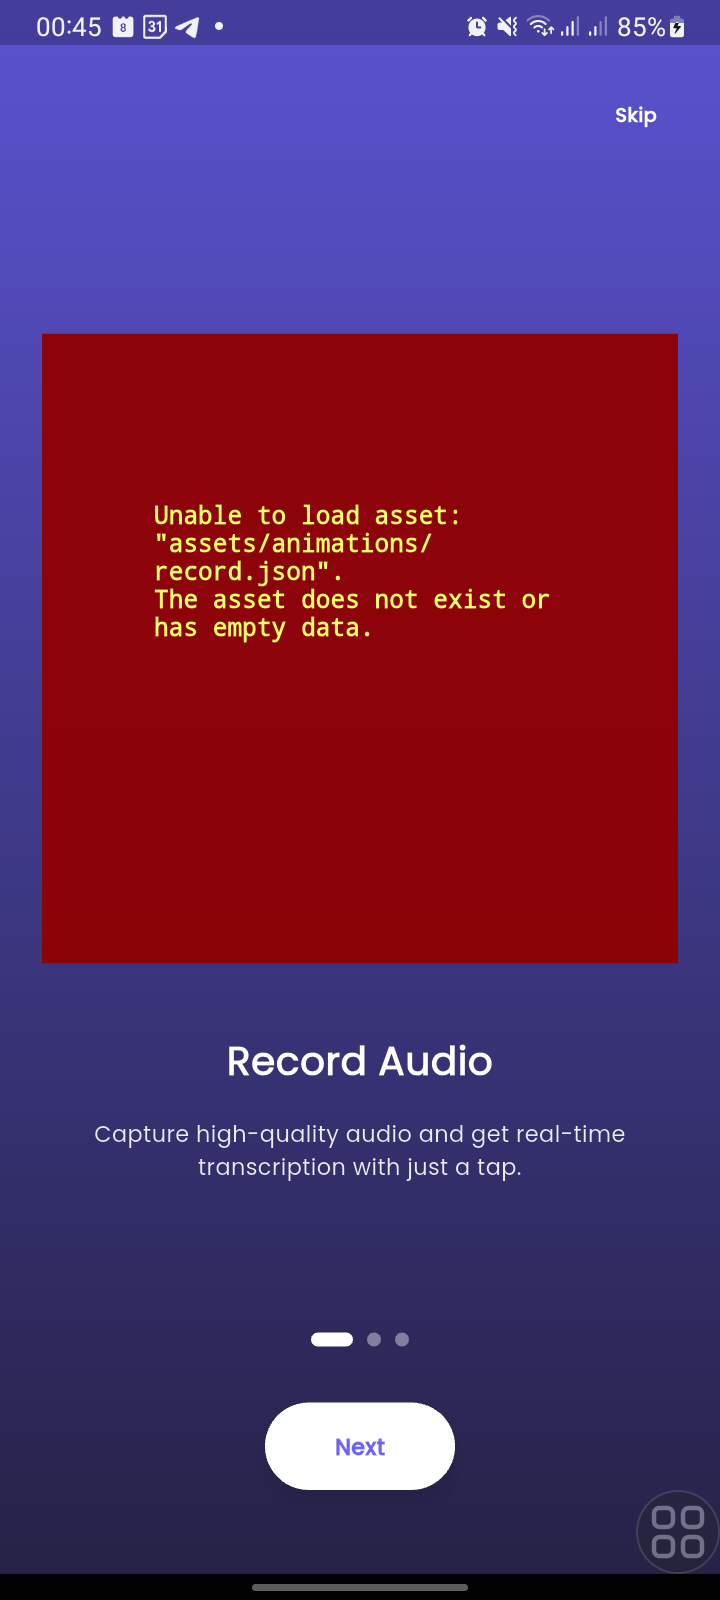 00:45 8 31 85%
Skip
Unable to load asset:
"assets/animations/
record.json".
The asset does not exist or
has empty data.
Record Audio
Capture high-quality audio and get real-time
transcription with just a tap.
Next